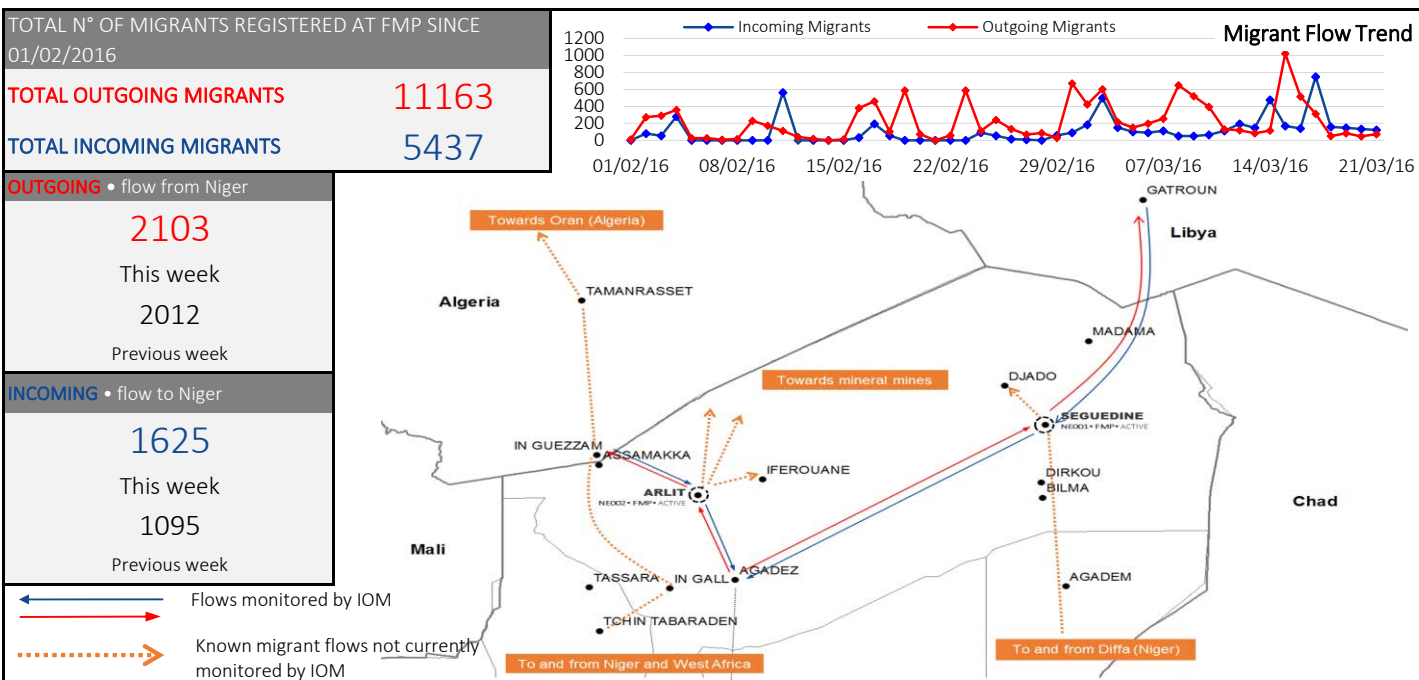 TOTAL N° OF MIGRANTS REGISTERED AT FMP SINCE
01/02/2016
TOTAL OUTGOING MIGRANTS 11163
TOTAL INCOMING MIGRANTS 5437
Incoming Migrants Outgoing Migrants
Migrant Flow Trend
1200
1000
800
600
400
200
0
01/02/16 08/02/16 15/02/16 22/02/16 29/02/16 07/03/16 14/03/16 21/03/16
OUTGOING • flow from Niger
2103
This week
2012
Previous week
INCOMING • flow to Niger
1625
This week
1095
Previous week
Flows monitored by IOM
Known migrant flows not currently
monitored by IOM
GATROUN
Towards Oran (Algeria)
Libya
TAMANRASSET
Algeria
MADAMA
Towards mineral mines
DJADO
SEGUEDINE
NE001 • FMP • ACTIVE
IN GUEZZAM
ASSAMAKKA
IFEROUANE
DIRKOU
BILMA
ARLIT
NE002 • FMP • ACTIVE
Chad
Mali
AGADEZ
TASSARA
IN GALL
AGADEM
TCHIN TABARADEN
To and from Diffa (Niger)
To and from Niger and West Africa